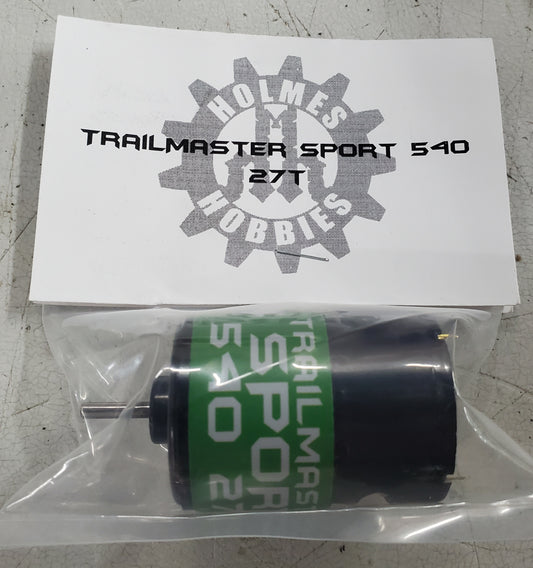 HOLMES
TRAILMASTER SPORT 540
27T
HOBBIES
TRAILMAS
SPOR
540 27